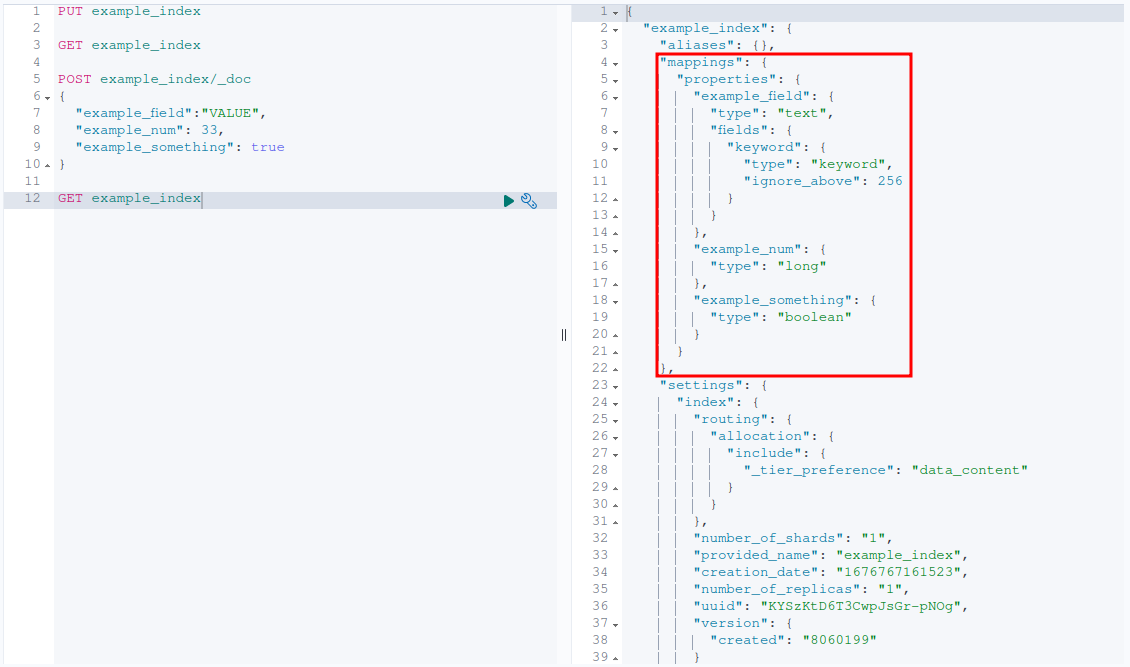 1 PUT example_index
2
3 GET example_index
4
5 POST example_index/_doc
6 {
7 "example_field":"VALUE",
8 "example_num": 33,
9 "example_something": true
10 }
11
12 GET example_index
1 {
2 "example_index": {
3 "aliases": {},
4 "mappings": {
5 "properties": {
6 "example_field": {
7 "type": "text",
8 "fields": {
9 "keyword": {
10 "type": "keyword",
11 "ignore_above": 256
12 }
13 }
14 },
15 "example_num": {
16 "type": "long"
17 },
18 "example_something": {
19 "type": "boolean"
20 }
21 }
22 },
23 "settings": {
24 "index": {
25 "routing": {
26 "allocation": {
27 "include": {
28 "_tier_preference": "data_content"
29 }
30 }
31 },
32 "number_of_shards": "1",
33 "provided_name": "example_index",
34 "creation_date": "1676767161523",
35 "number_of_replicas": "1",
36 "uuid": "KYSzKtD6T3CwpJsGr-pNOg",
37 "version": {
38 "created": "8060199"
39 }